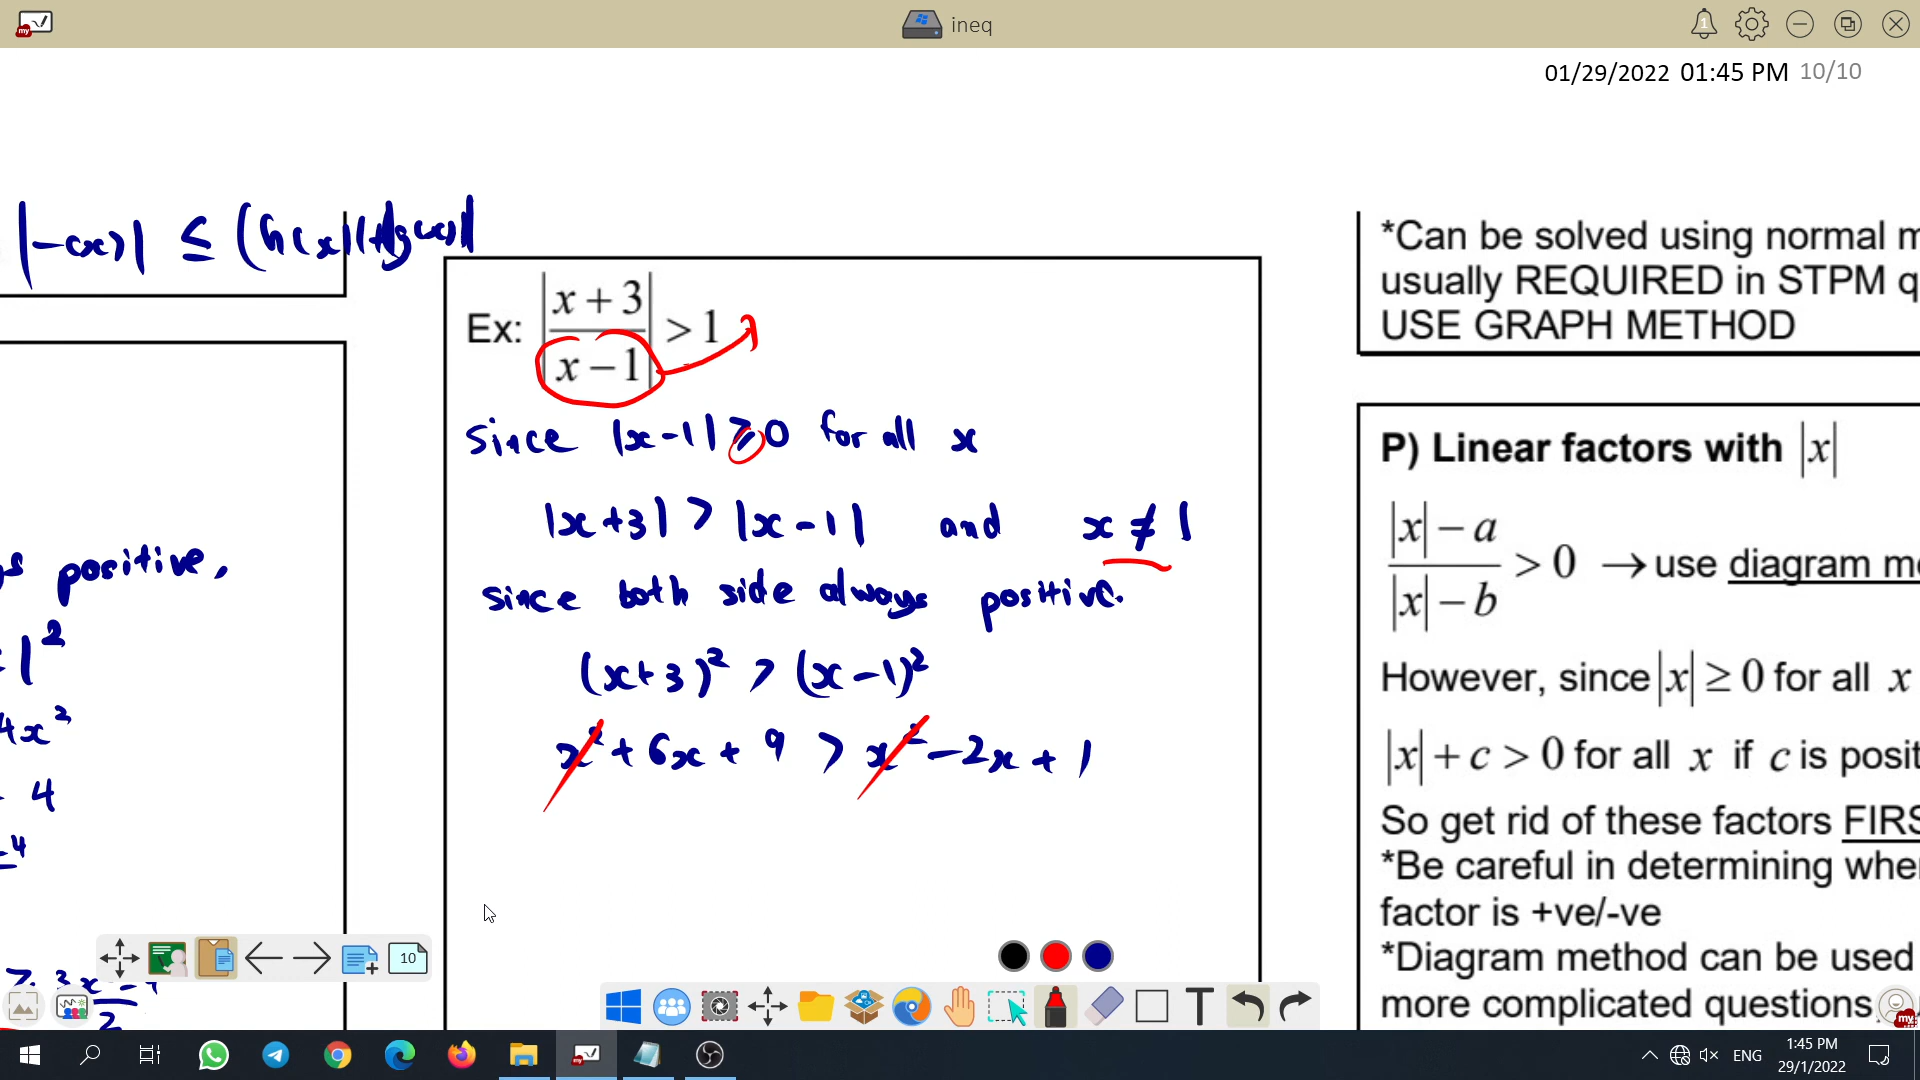 ineq
01/29/2022 01:45 PM 10/10
≤
Ex: |x + 3 / x − 1| > 1
since |x-1| ≥ 0 for all x
|x+3| > |x-1| and x ≠ 1
since both side always positive.
(x+3)² > (x-1)²
x² + 6x + 9 > x² - 2x + 1
positive,
4x²
4
*Can be solved using normal
usually REQUIRED in STPM
USE GRAPH METHOD
P) Linear factors with |x|
|x| − a / |x| − b > 0 → use diagram
However, since |x| ≥ 0 for all x
|x| + c > 0 for all x if c is
So get rid of these factors
*Be careful in determining
factor is +ve/-ve
*Diagram method can be used
more complicated questions
10
ENG
1:45 PM
29/1/2022